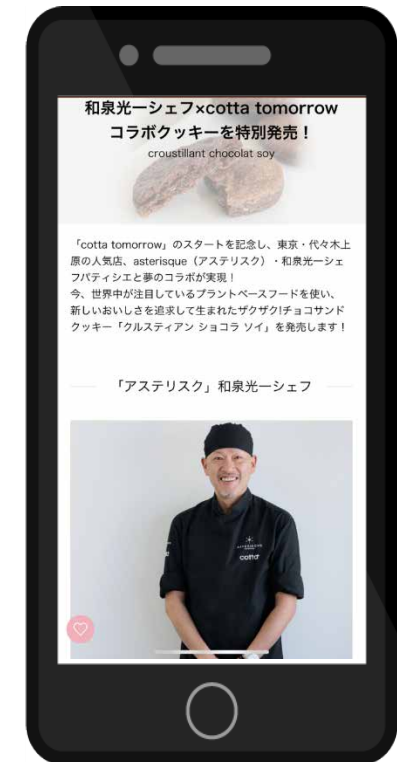 和泉光一シェフ×cotta tomorrow
コラボクッキーを特別発売！
croustillant chocolat soy
「cotta tomorrow」のスタートを記念し、東京・代々木上
原の人気店、asterisque（アステリスク）・和泉光一シェ
フパティシエと夢のコラボが実現！
今、世界中が注目しているプラントベースフードを使い、
新しいおいしさを追求して生まれたザクザク!チョコサンド
クッキー「クルスティアン ショコラ ソイ」を発売します！
「アステリスク」和泉光一シェフ
cotta